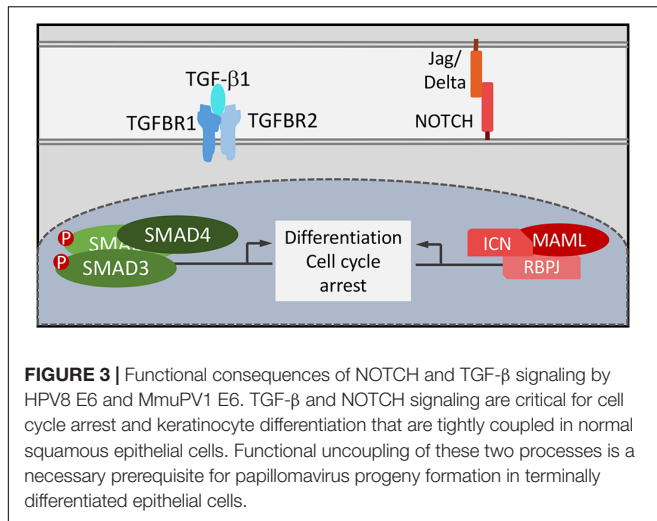 TGF-β1
TGFBR1
TGFBR2
Jag/
Delta
NOTCH
P
P
SMAD4
SMAD3
Differentiation
Cell cycle
arrest
ICN
MAML
RBPJ
FIGURE 3 | Functional consequences of NOTCH and TGF-β signaling by
HPV8 E6 and MmuPV1 E6. TGF-β and NOTCH signaling are critical for cell
cycle arrest and keratinocyte differentiation that are tightly coupled in normal
squamous epithelial cells. Functional uncoupling of these two processes is a
necessary prerequisite for papillomavirus progeny formation in terminally
differentiated epithelial cells.